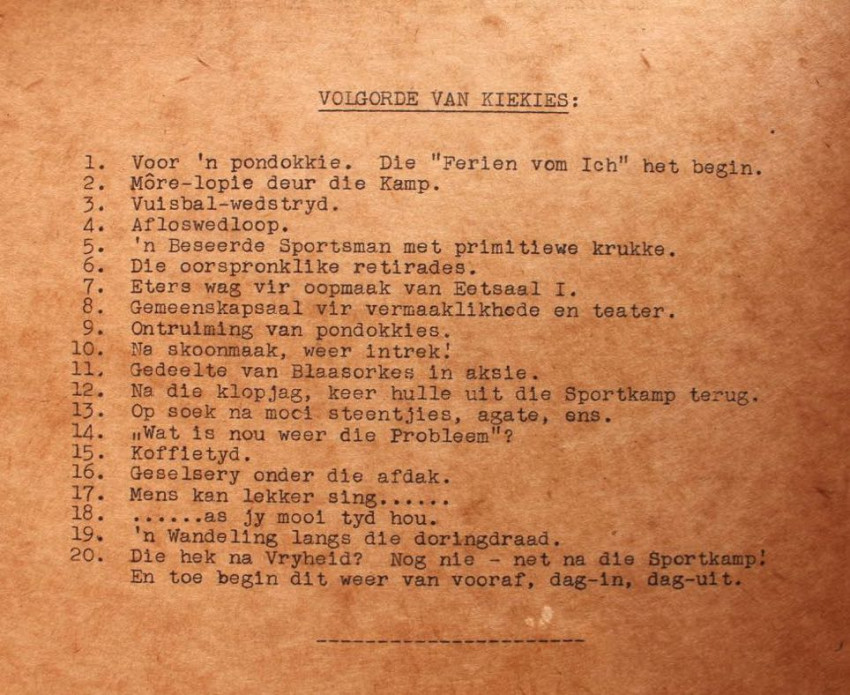 VOLGORDE VAN KIEKIES:
1. Voor 'n pondokkie. Die "Ferien vom Ich" het begin.
2. Môre-lopie deur die Kamp.
3. Vuisbal-wedstryd.
4. Afloswedloop.
5. 'n Beseerde Sportsman met primitiewe krukke.
6. Die oorspronklike retirades.
7. Eters wag vir oopmaak van Eetsaal I.
8. Gemeenskapsaal vir vermaaklikhede en teater.
9. Ontruiming van pondokkies.
10. Na skoonmaak, weer intrek!
11. Gedeelte van Blaasorkes in aksie.
12. Na die klopjag, keer hulle uit die Sportkamp terug.
13. Op soek na mooi steentjies, agate, ens.
14. „Wat is nou weer die Probleem"?
15. Koffietyd.
16. Geselsery onder die afdak.
17. Mens kan lekker sing......
18. ......as jy mooi tyd hou.
19. 'n Wandeling langs die doringdraad.
20. Die hek na Vryheid? Nog nie - net na die Sportkamp!
En toe begin dit weer van vooraf, dag-in, dag-uit.